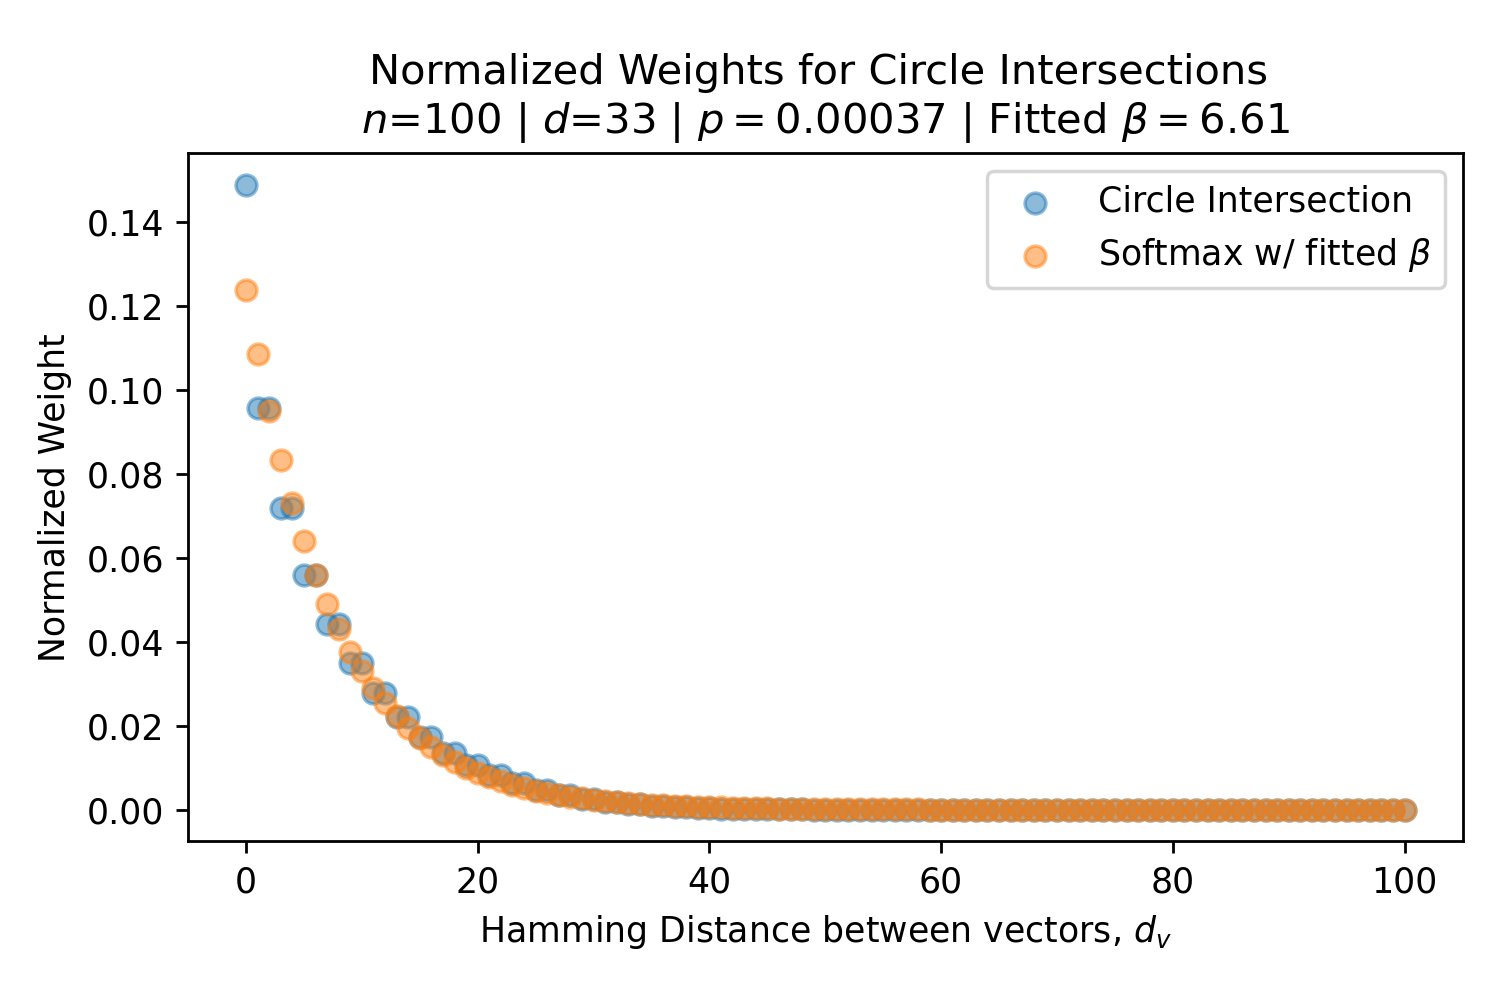 Normalized Weights for Circle Intersections
n=100 | d=33 | p = 0.00037 | Fitted β = 6.61
Circle Intersection
Softmax w/ fitted β
Normalized Weight
0.14
0.12
0.10
0.08
0.06
0.04
0.02
0.00
0 20 40 60 80 100
Hamming Distance between vectors, dᵥ